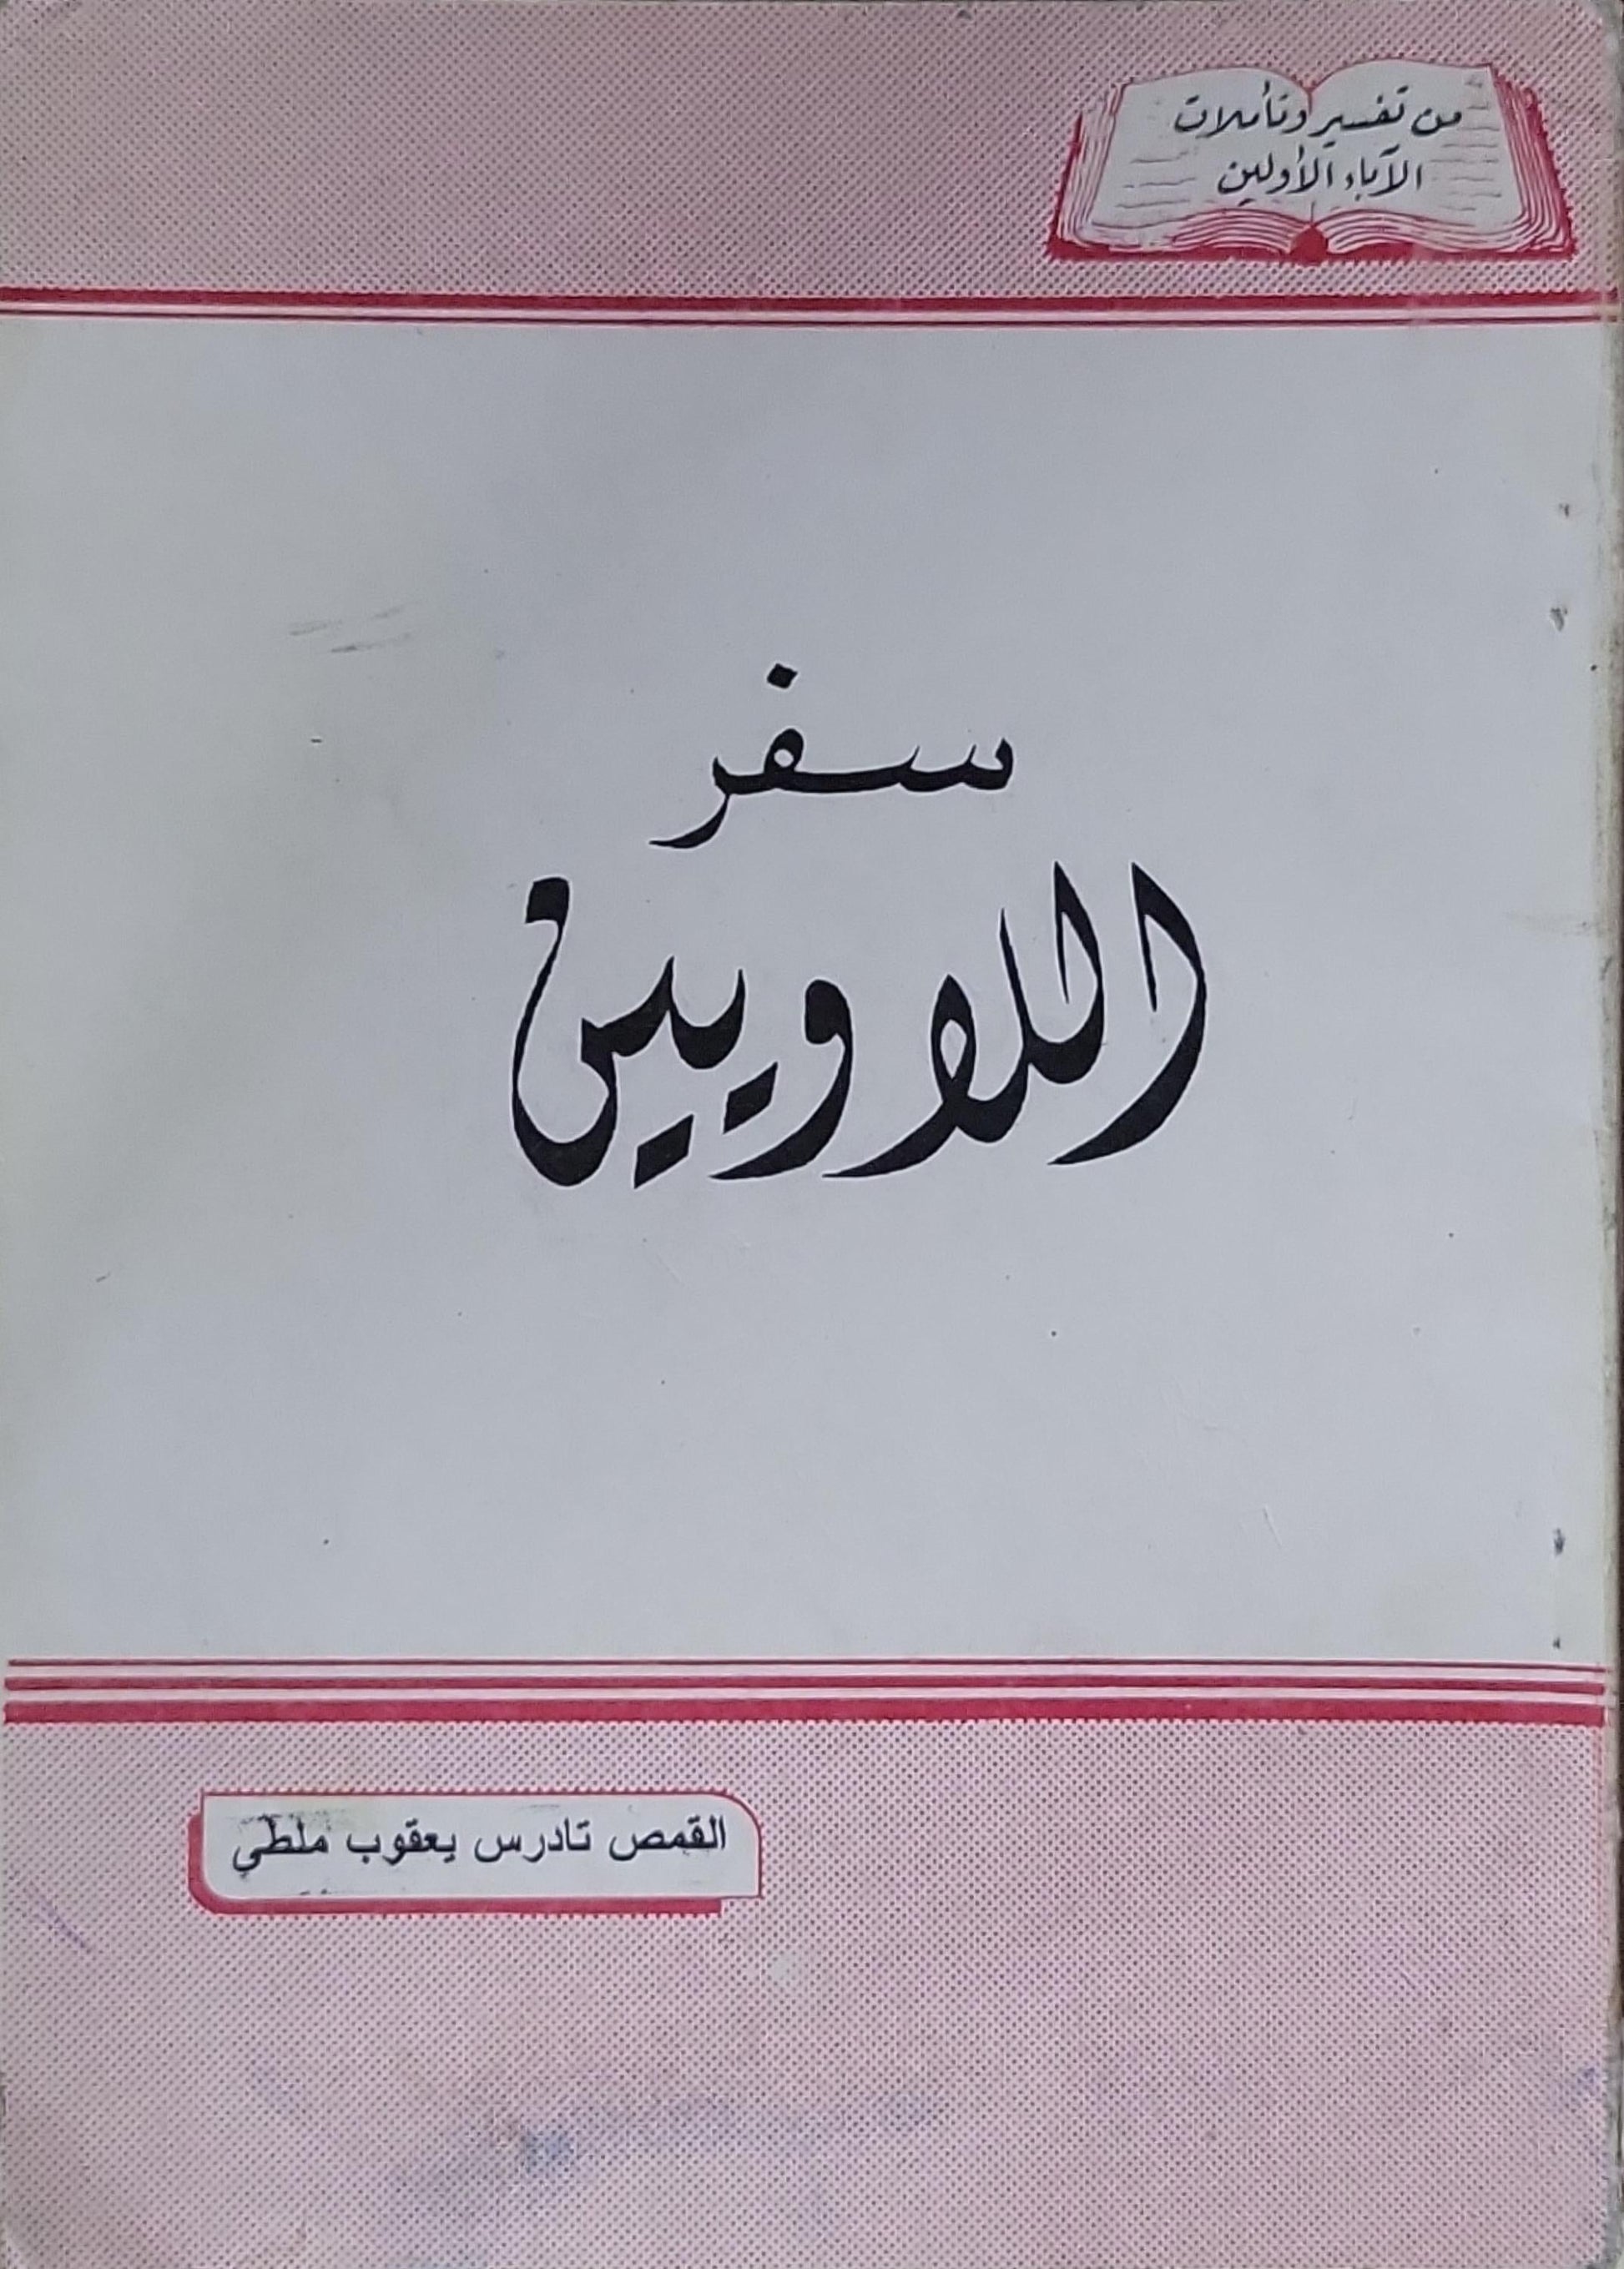 من تفسير وتأملات
الآباء الأولين
سفر
اللاويين
القمص تادرس يعقوب ملطي